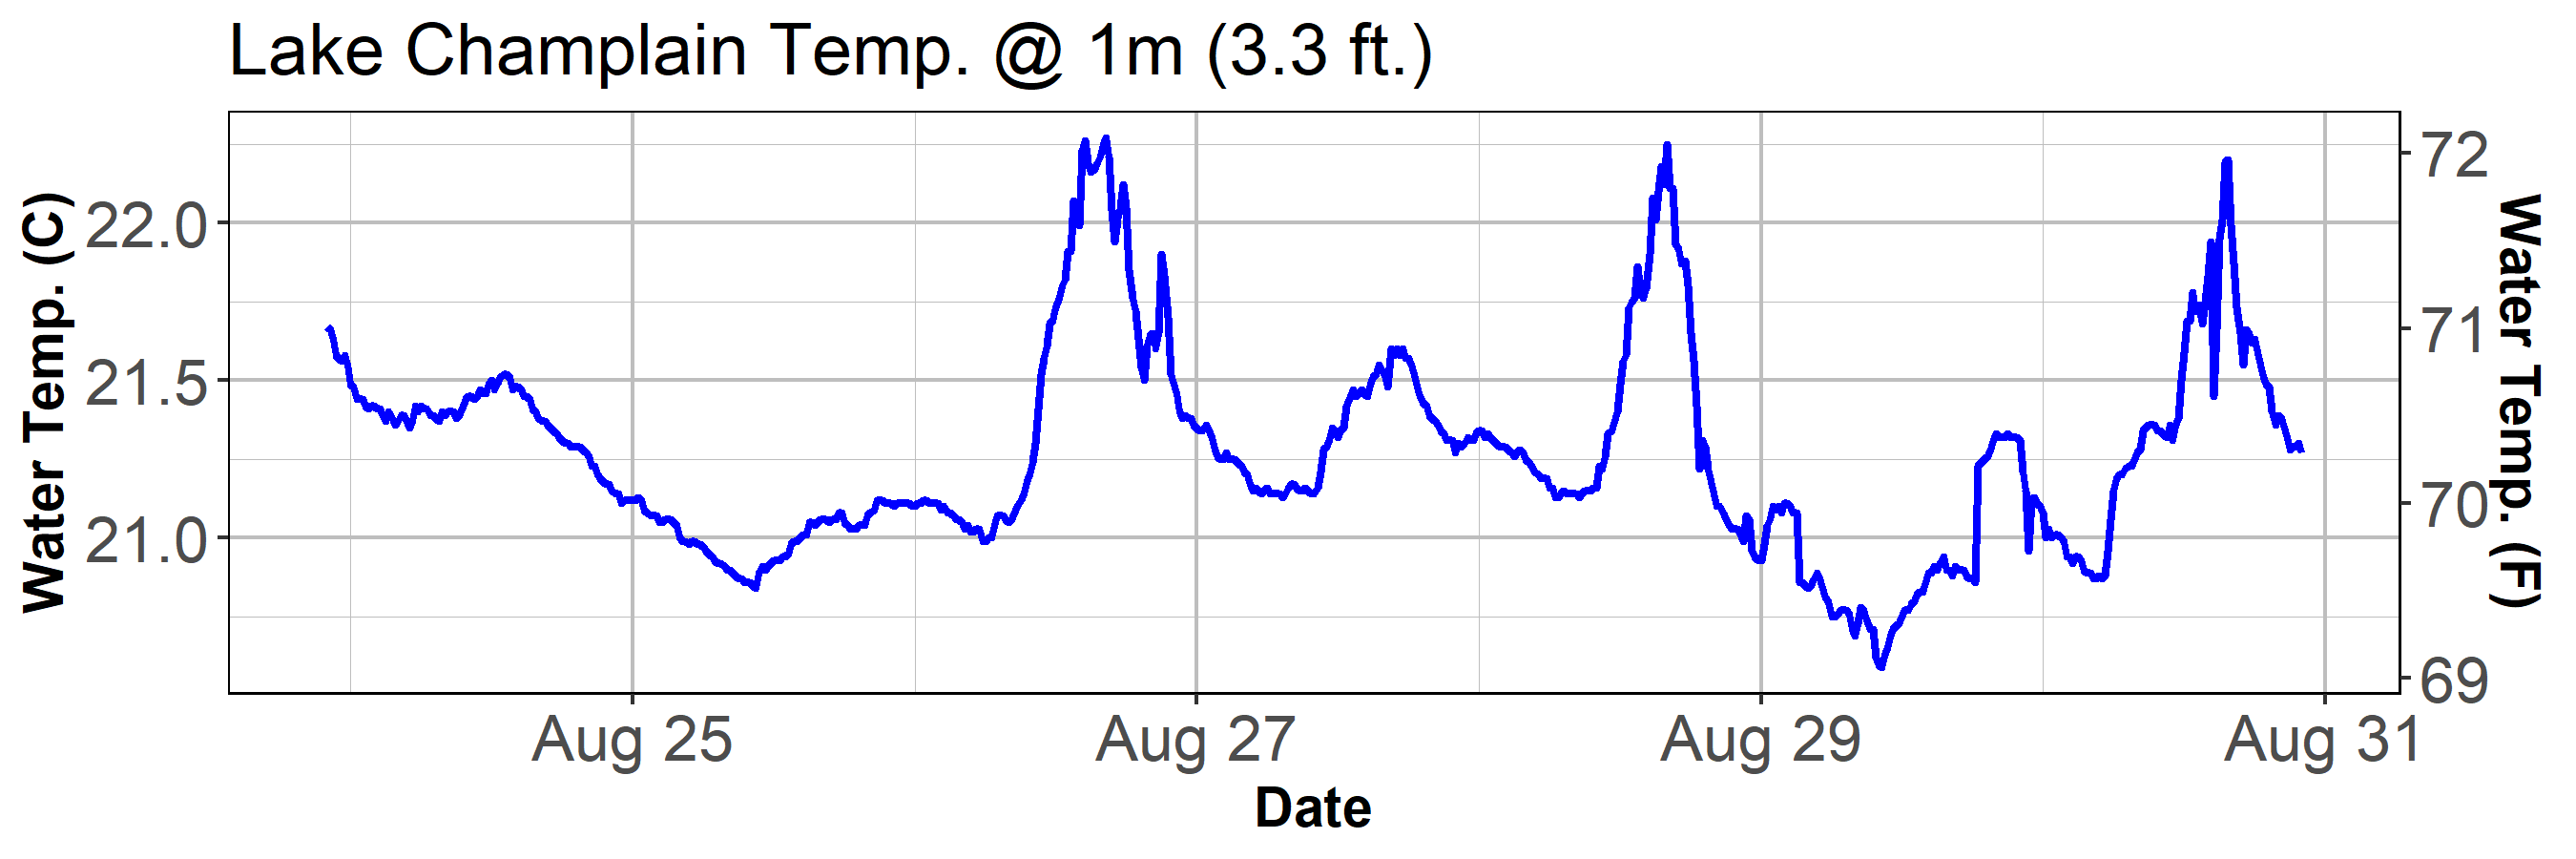 Lake Champlain Temp. @ 1m (3.3 ft.)
Water Temp. (C)
22.0
21.5
21.0
72
71
70
69
Water Temp. (F)
Aug 25
Aug 27
Aug 29
Aug 31
Date